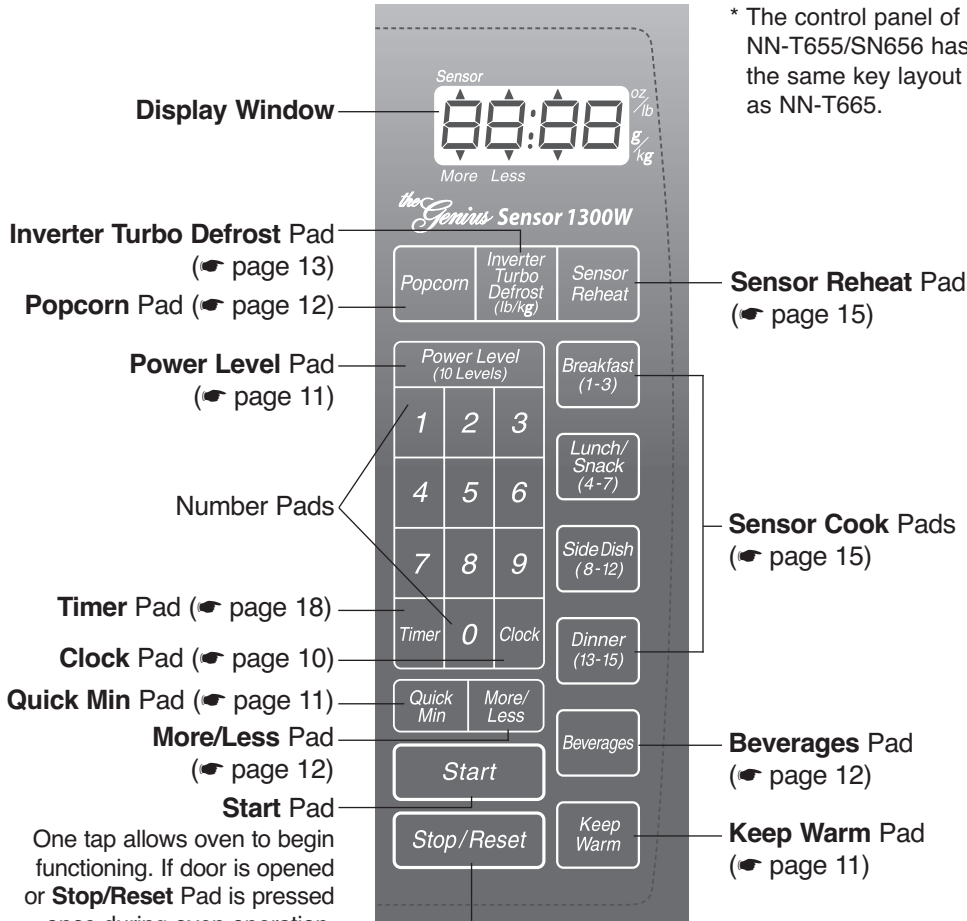 * The control panel of
NN-T655/SN656 has
the same key layout
as NN-T665.
Display Window
Sensor
88:88
oz/lb
g/kg
More Less
the Genius Sensor 1300W
Inverter Turbo Defrost Pad
(☛ page 13)
Popcorn Pad (☛ page 12)
Popcorn
Inverter
Turbo
Defrost
(lb/kg)
Sensor
Reheat
Sensor Reheat Pad
(☛ page 15)
Power Level Pad
(☛ page 11)
Power Level
(10 Levels)
Number Pads
1 2 3
4 5 6
7 8 9
Timer 0 Clock
Timer Pad (☛ page 18)
Clock Pad (☛ page 10)
Breakfast
(1-3)
Lunch/
Snack
(4-7)
Side Dish
(8-12)
Dinner
(13-15)
Sensor Cook Pads
(☛ page 15)
Quick Min Pad (☛ page 11)
Quick
Min
More/
Less
More/Less Pad
(☛ page 12)
Beverages
Beverages Pad
(☛ page 12)
Start
Start Pad
One tap allows oven to begin
functioning. If door is opened
or Stop/Reset Pad is pressed
once during oven operation,
Stop/Reset
Keep
Warm
Keep Warm Pad
(☛ page 11)